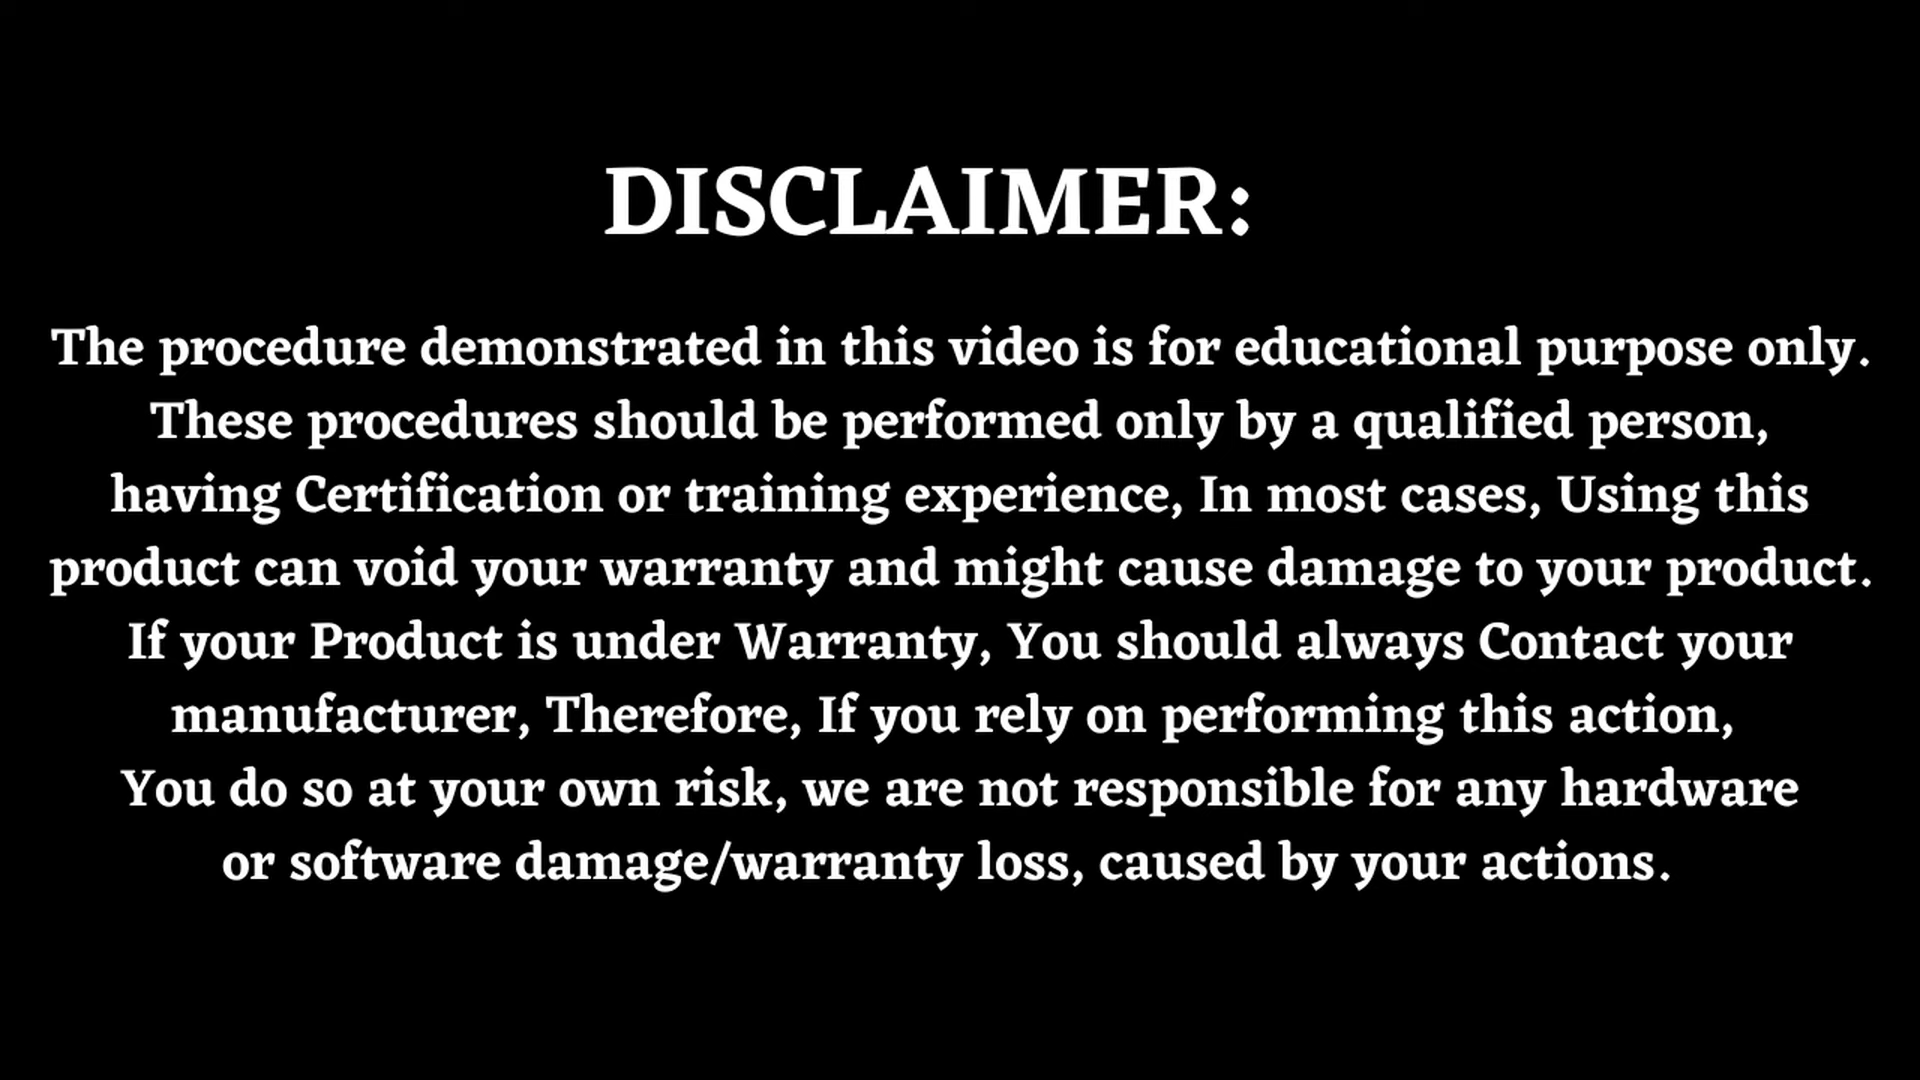 DISCLAIMER:
The procedure demonstrated in this video is for educational purpose only.
These procedures should be performed only by a qualified person,
having Certification or training experience, In most cases, Using this
product can void your warranty and might cause damage to your product.
If your Product is under Warranty, You should always Contact your
manufacturer, Therefore, If you rely on performing this action,
You do so at your own risk, we are not responsible for any hardware
or software damage/warranty loss, caused by your actions.